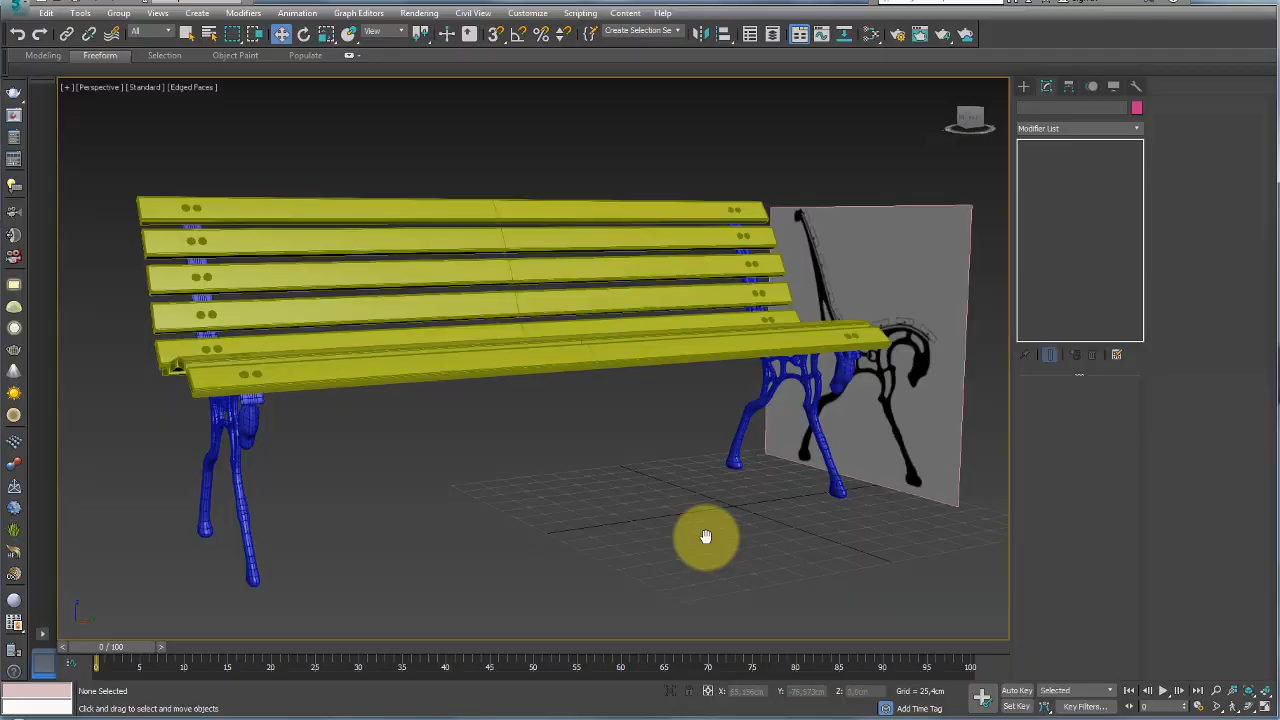 Edit Tools Group Views Create Modifiers Animation Graph Editors Rendering Civil View Customize Scripting Content Help
All View Create Selection Se
Modeling Freeform Selection Object Paint Populate
[+] [Perspective] [Standard] [Edged Faces]
Modifier List
0 / 100
0 5 10 15 20 25 30 35 40 45 50 55 60 65 70 75 80 85 90 95 100
None Selected X: Y: Z: 0,0cm Grid = 25,4cm Auto Key Selected
Click and drag to select and move objects Add Time Tag Set Key Key Filters... 0